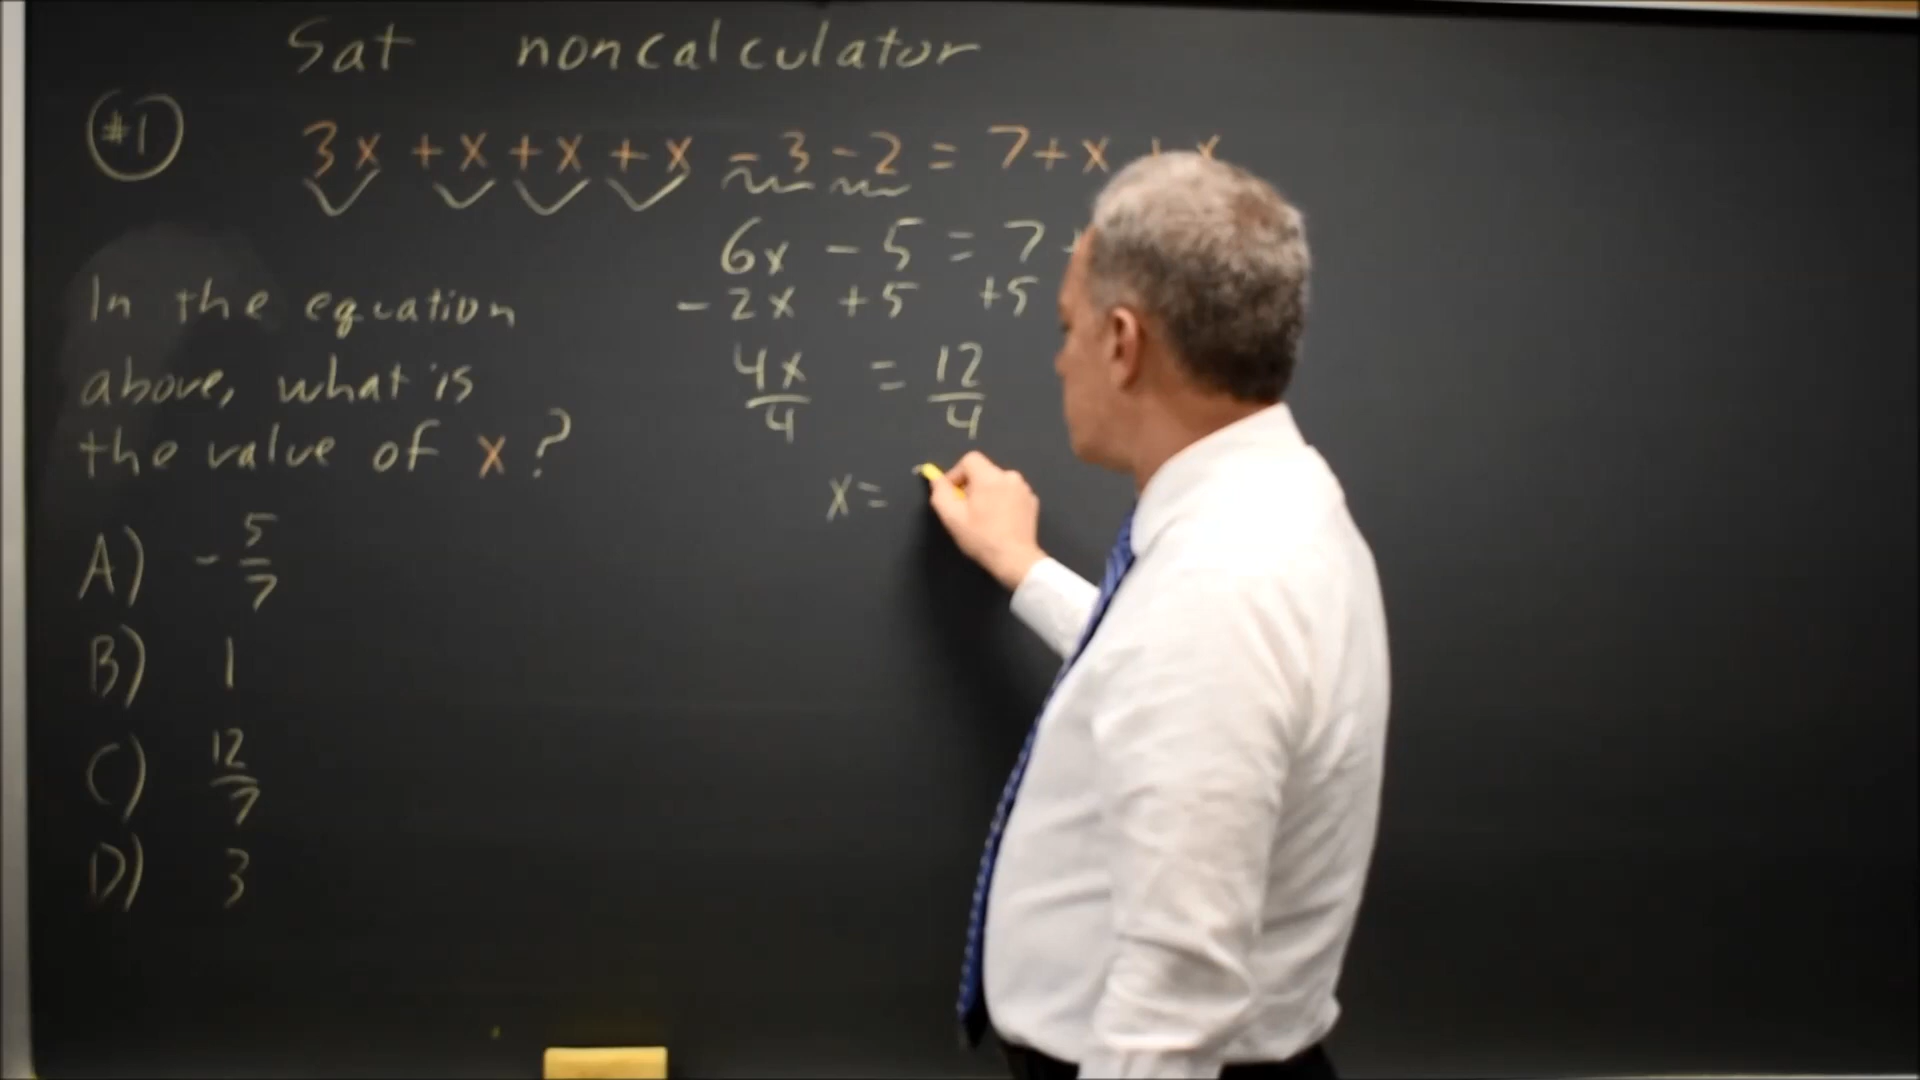 Sat noncalculator
#1
3x + x + x + x - 3 - 2 = 7 + x + x
6x - 5 = 7 +
- 2x + 5 + 5
4x/4 = 12/4
x =
In the equation
above, what is
the value of x?
A) - 5/7
B) 1
C) 12/7
D) 3